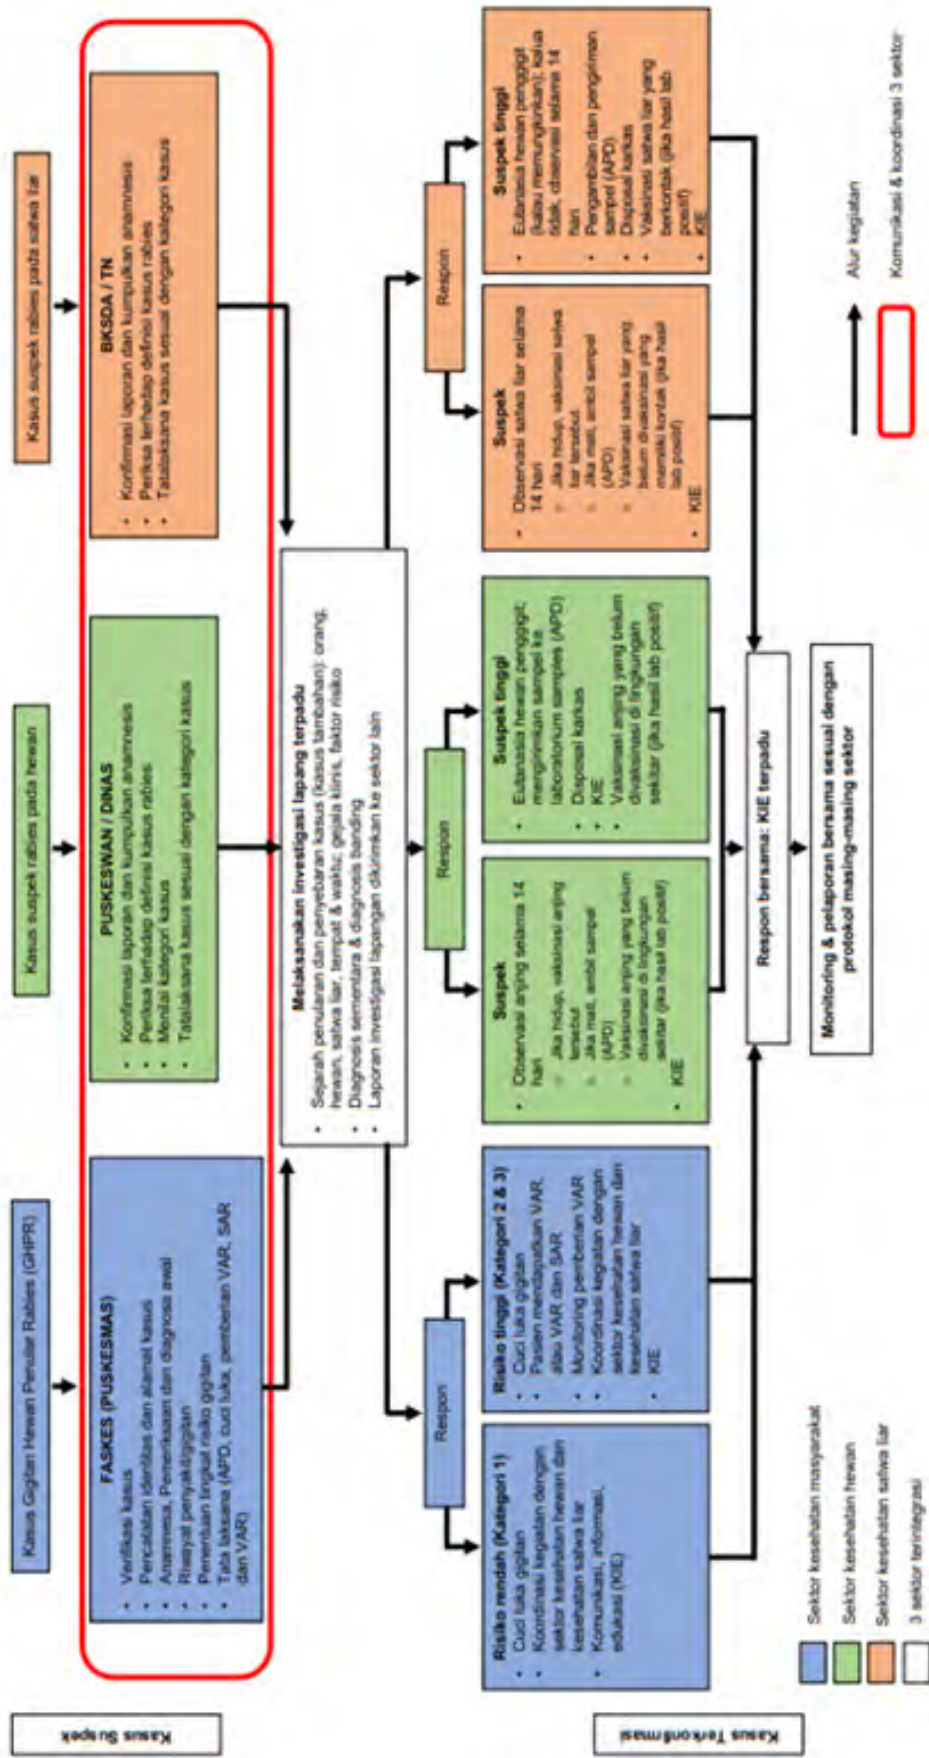 Kasus Suspek
Kasus Gigitan Hewan Penular Rabies (GHPR)
Kasus suspek rabies pada hewan
Kasus suspek rabies pada satwa liar
FASKES (PUSKESMAS)
• Verifikasi kasus
• Pencatatan identitas dan alamat kasus
• Anamnesa, Pemeriksaan dan diagnosa awal
• Riwayat penyakit/gigitan
• Penentuan tingkat risiko gigitan
• Tata laksana (APD, cuci luka, pemberian VAR, SAR
dan VAR)
PUSKESWAN / DINAS
• Konfirmasi laporan dan kumpulkan anamnesis
• Periksa terhadap definisi kasus rabies
• Menilai kategori kasus
• Tatalaksana kasus sesuai dengan kategori kasus
BKSDA / TN
• Konfirmasi laporan dan kumpulkan anamnesis
• Periksa terhadap definisi kasus rabies
• Tatalaksana kasus sesuai dengan kategori kasus
Melaksanakan investigasi lapang terpadu
• Sejarah penularan dan penyebaran kasus (kasus tambahan): orang,
hewan, satwa liar, tempat & waktu; gejala klinis, faktor risiko
• Diagnosis sementara & diagnosis banding
• Laporan investigasi lapangan dikirimkan ke sektor lain
Kasus Terkonfirmasi
Respon
Respon
Respon
Risiko rendah (Kategori 1)
• Cuci luka gigitan
• Koordinasi kegiatan dengan
sektor kesehatan hewan dan
kesehatan satwa liar
• Komunikasi, informasi,
edukasi (KIE)
Risiko tinggi (Kategori 2 & 3)
• Cuci luka gigitan
• Pasien mendapatkan VAR,
atau VAR dan SAR
• Monitoring pemberian VAR
• Koordinasi kegiatan dengan
sektor kesehatan hewan dan
kesehatan satwa liar
• KIE
Suspek
• Observasi anjing selama 14
hari
Jika hidup, vaksinasi anjing
tersebut
Jika mati, ambil sampel
(APD)
Vaksinasi anjing yang belum
divaksinasi di lingkungan
sekitar (jika hasil lab positif)
• KIE
Suspek tinggi
• Eutanasia hewan penggigit;
mengirimkan sampel ke
laboratorium samples (APD)
• Disposal karkas
• KIE
• Vaksinasi anjing yang belum
divaksinasi di lingkungan
sekitar (jika hasil lab positif)
Suspek
• Observasi satwa liar selama
14 hari
Jika hidup, vaksinasi satwa
liar tersebut.
Jika mati, ambil sampel
(APD)
Vaksinasi satwa liar yang
belum divaksinasi yang
memiliki kontak (jika hasil
lab positif)
• KIE
Suspek tinggi
• Eutanasia hewan penggigit
(kalau memungkinkan); kalua
tidak, observasi selama 14
hari
• Pengambilan dan pengiriman
sampel (APD)
• Disposal karkas
• Vaksinasi satwa liar yang
berkontak (jika hasil lab
positif)
• KIE
Respon bersama: KIE terpadu
Monitoring & pelaporan bersama sesuai dengan
protokol masing-masing sektor
Sektor kesehatan masyarakat
Sektor kesehatan hewan
Sektor kesehatan satwa liar
3 sektor terintegrasi
Alur kegiatan
Komunikasi & koordinasi 3 sektor